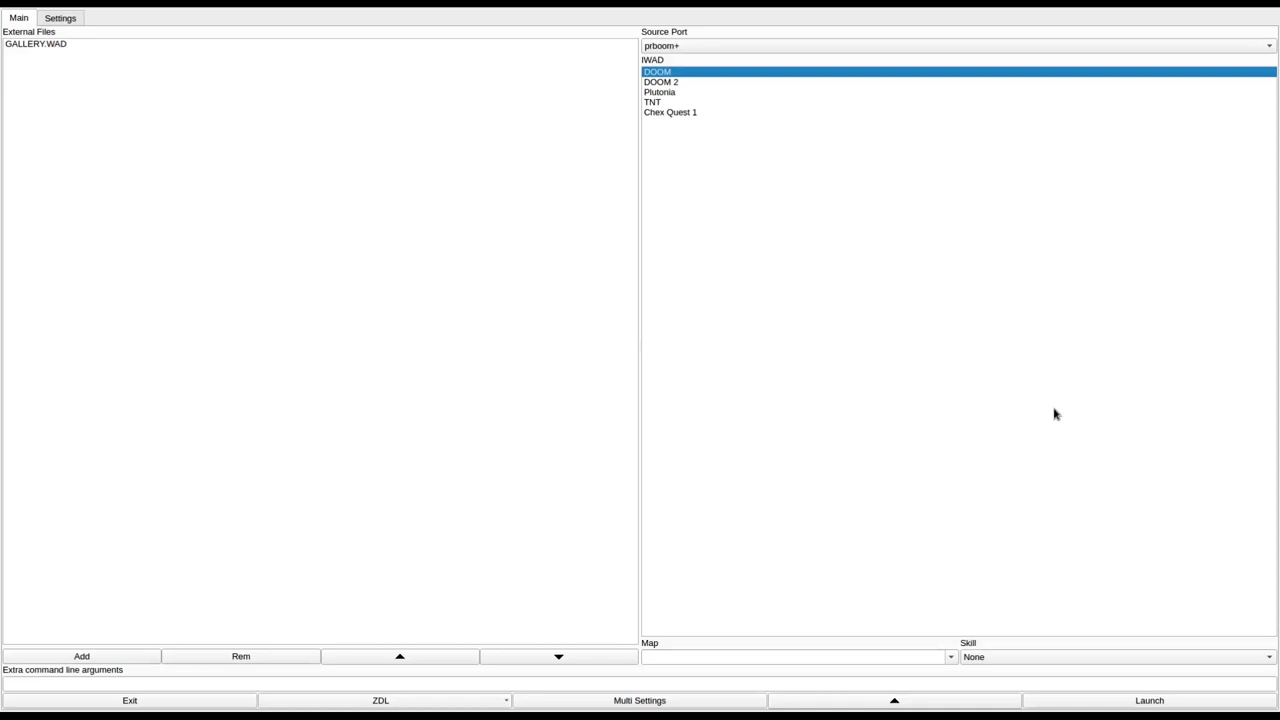 Main Settings
External Files
GALLERY.WAD
Source Port
prboom+
IWAD
DOOM
DOOM 2
Plutonia
TNT
Chex Quest 1
Map Skill
None
Add Rem
Extra command line arguments
Exit ZDL Multi Settings Launch